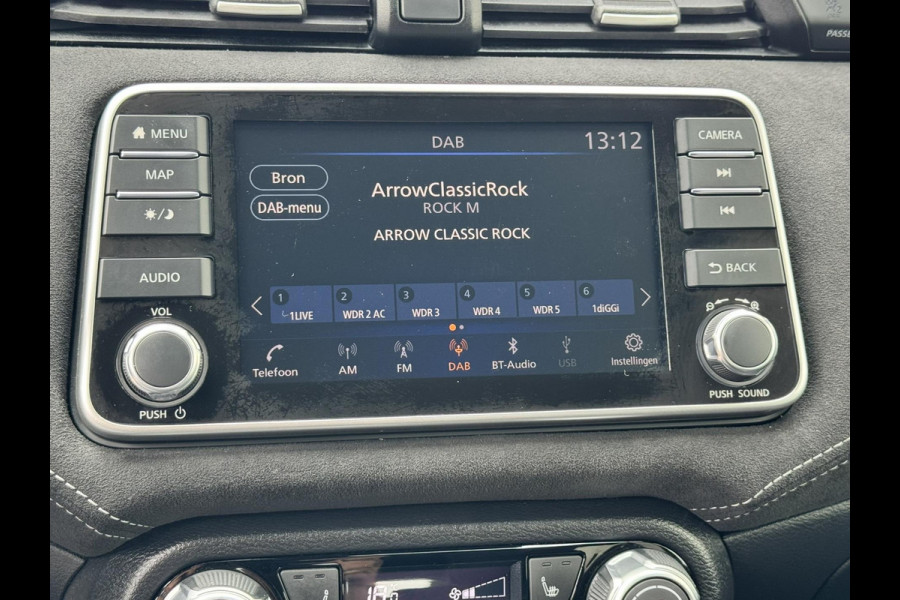 PASSE
MENU
MAP
AUDIO
VOL
PUSH
DAB
13:12
Bron
DAB-menu
ArrowClassicRock
ROCK M
ARROW CLASSIC ROCK
1 1LIVE
2 WDR 2 AC
3 WDR 3
4 WDR 4
5 WDR 5
6 1diGGi
Telefoon
AM
FM
DAB
BT-Audio
USB
Instellingen
CAMERA
BACK
PUSH SOUND